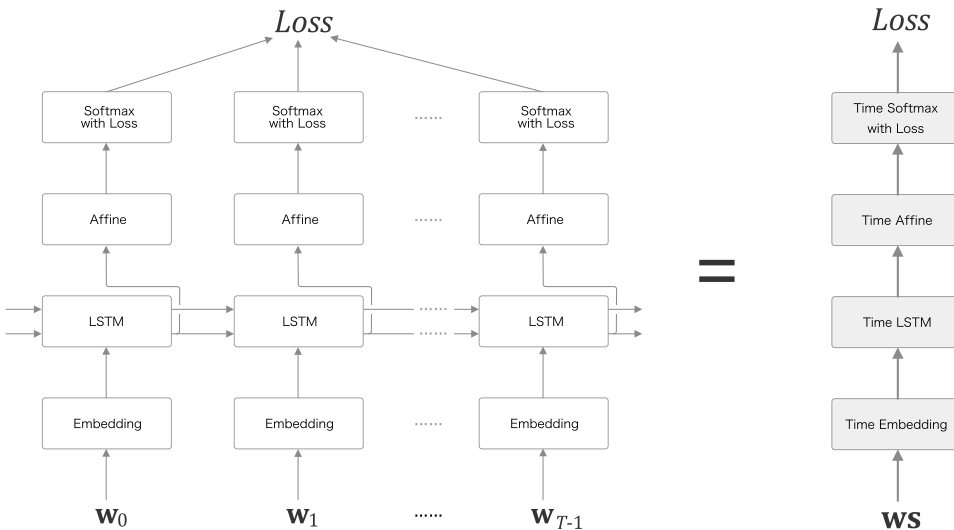 Loss
Loss
Softmax
with Loss
Softmax
with Loss
……
Softmax
with Loss
Time Softmax
with Loss
Affine
Affine
……
Affine
Time Affine
=
LSTM
LSTM
……
……
LSTM
Time LSTM
Embedding
Embedding
……
Embedding
Time Embedding
w0
w1
……
wT-1
ws